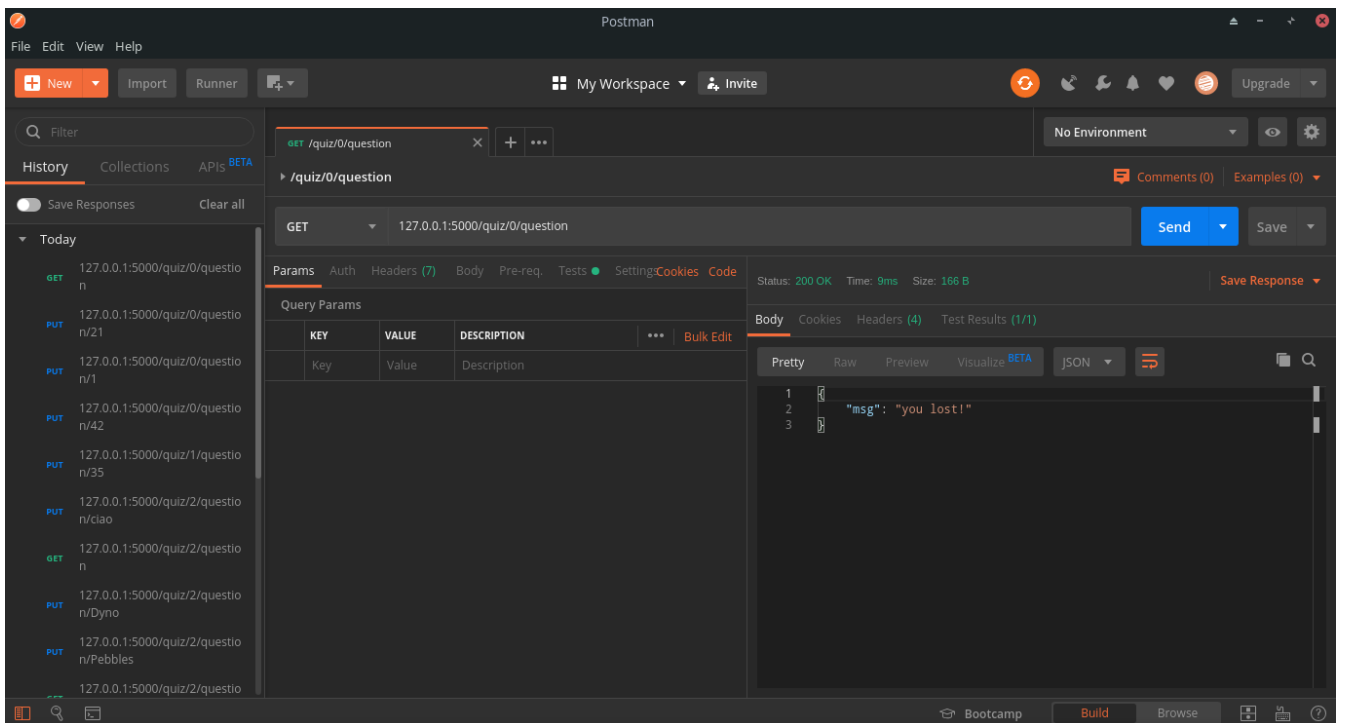 Postman
File Edit View Help
New Import Runner My Workspace Invite Upgrade
Filter
History Collections APIs BETA
Save Responses Clear all
Today
GET 127.0.0.1:5000/quiz/0/questio
n
PUT 127.0.0.1:5000/quiz/0/questio
n/21
PUT 127.0.0.1:5000/quiz/0/questio
n/1
PUT 127.0.0.1:5000/quiz/0/questio
n/42
PUT 127.0.0.1:5000/quiz/1/questio
n/35
PUT 127.0.0.1:5000/quiz/2/questio
n/ciao
GET 127.0.0.1:5000/quiz/2/questio
n
PUT 127.0.0.1:5000/quiz/2/questio
n/Dyno
PUT 127.0.0.1:5000/quiz/2/questio
n/Pebbles
GET 127.0.0.1:5000/quiz/2/questio
GET /quiz/0/question
No Environment
/quiz/0/question
Comments (0) Examples (0)
GET 127.0.0.1:5000/quiz/0/question Send Save
Params Auth Headers (7) Body Pre-req. Tests Settings Cookies Code
Query Params
KEY VALUE DESCRIPTION Bulk Edit
Key Value Description
Status: 200 OK Time: 9ms Size: 166 B Save Response
Body Cookies Headers (4) Test Results (1/1)
Pretty Raw Preview Visualize BETA JSON
1 {
2 "msg": "you lost!"
3 }
Bootcamp Build Browse